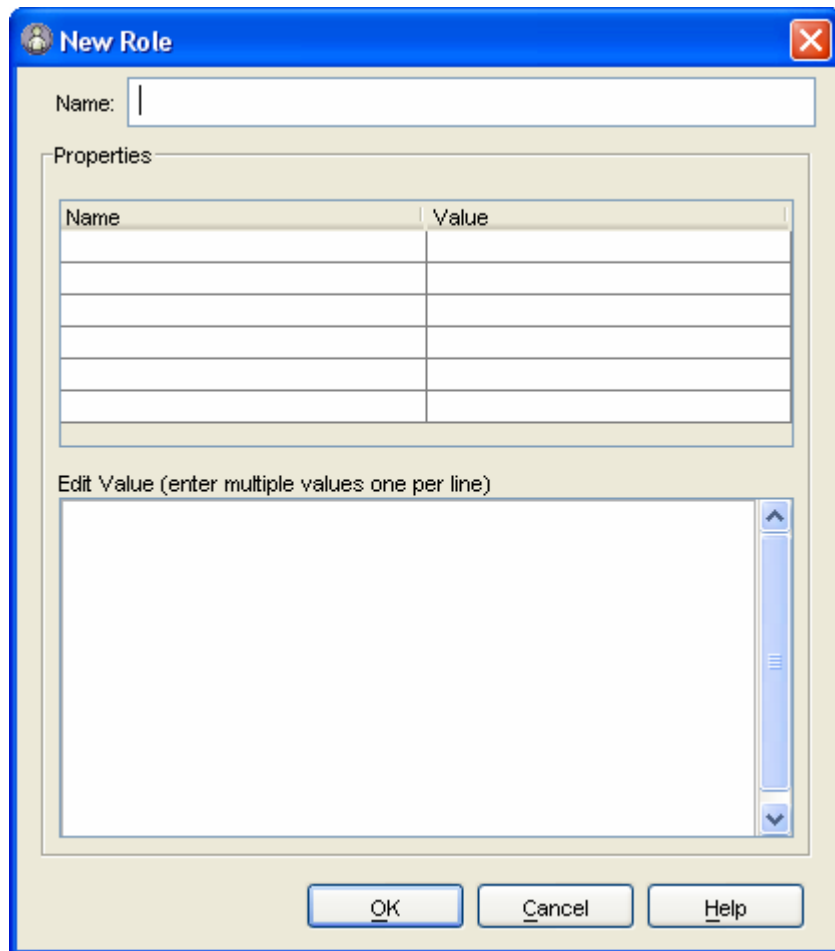 New Role
Name:
Properties
Name Value
Edit Value (enter multiple values one per line)
OK Cancel Help